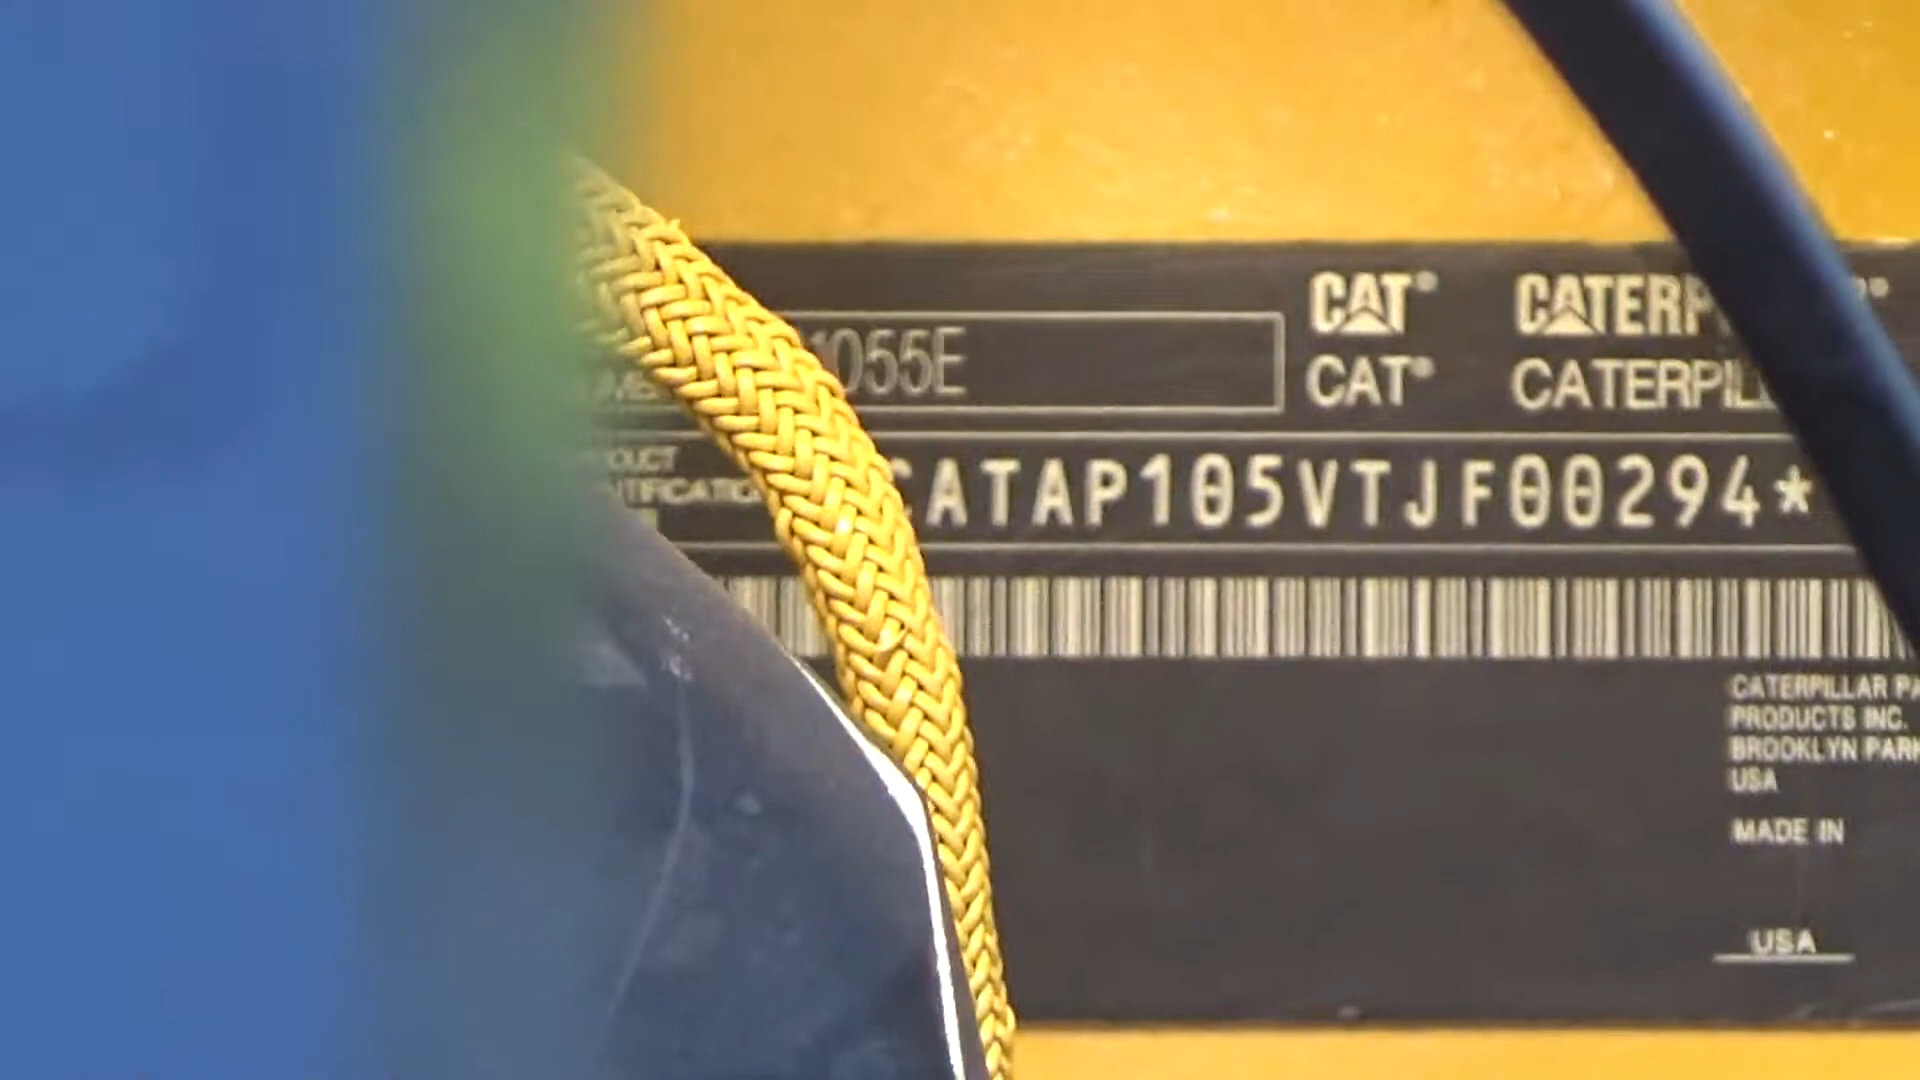 1055E
CAT® CATERP
CAT® CATERPIL
CATAP105VTJF00294*
CATERPILLAR PA
PRODUCTS INC.
BROOKLYN PARK
USA
MADE IN
USA